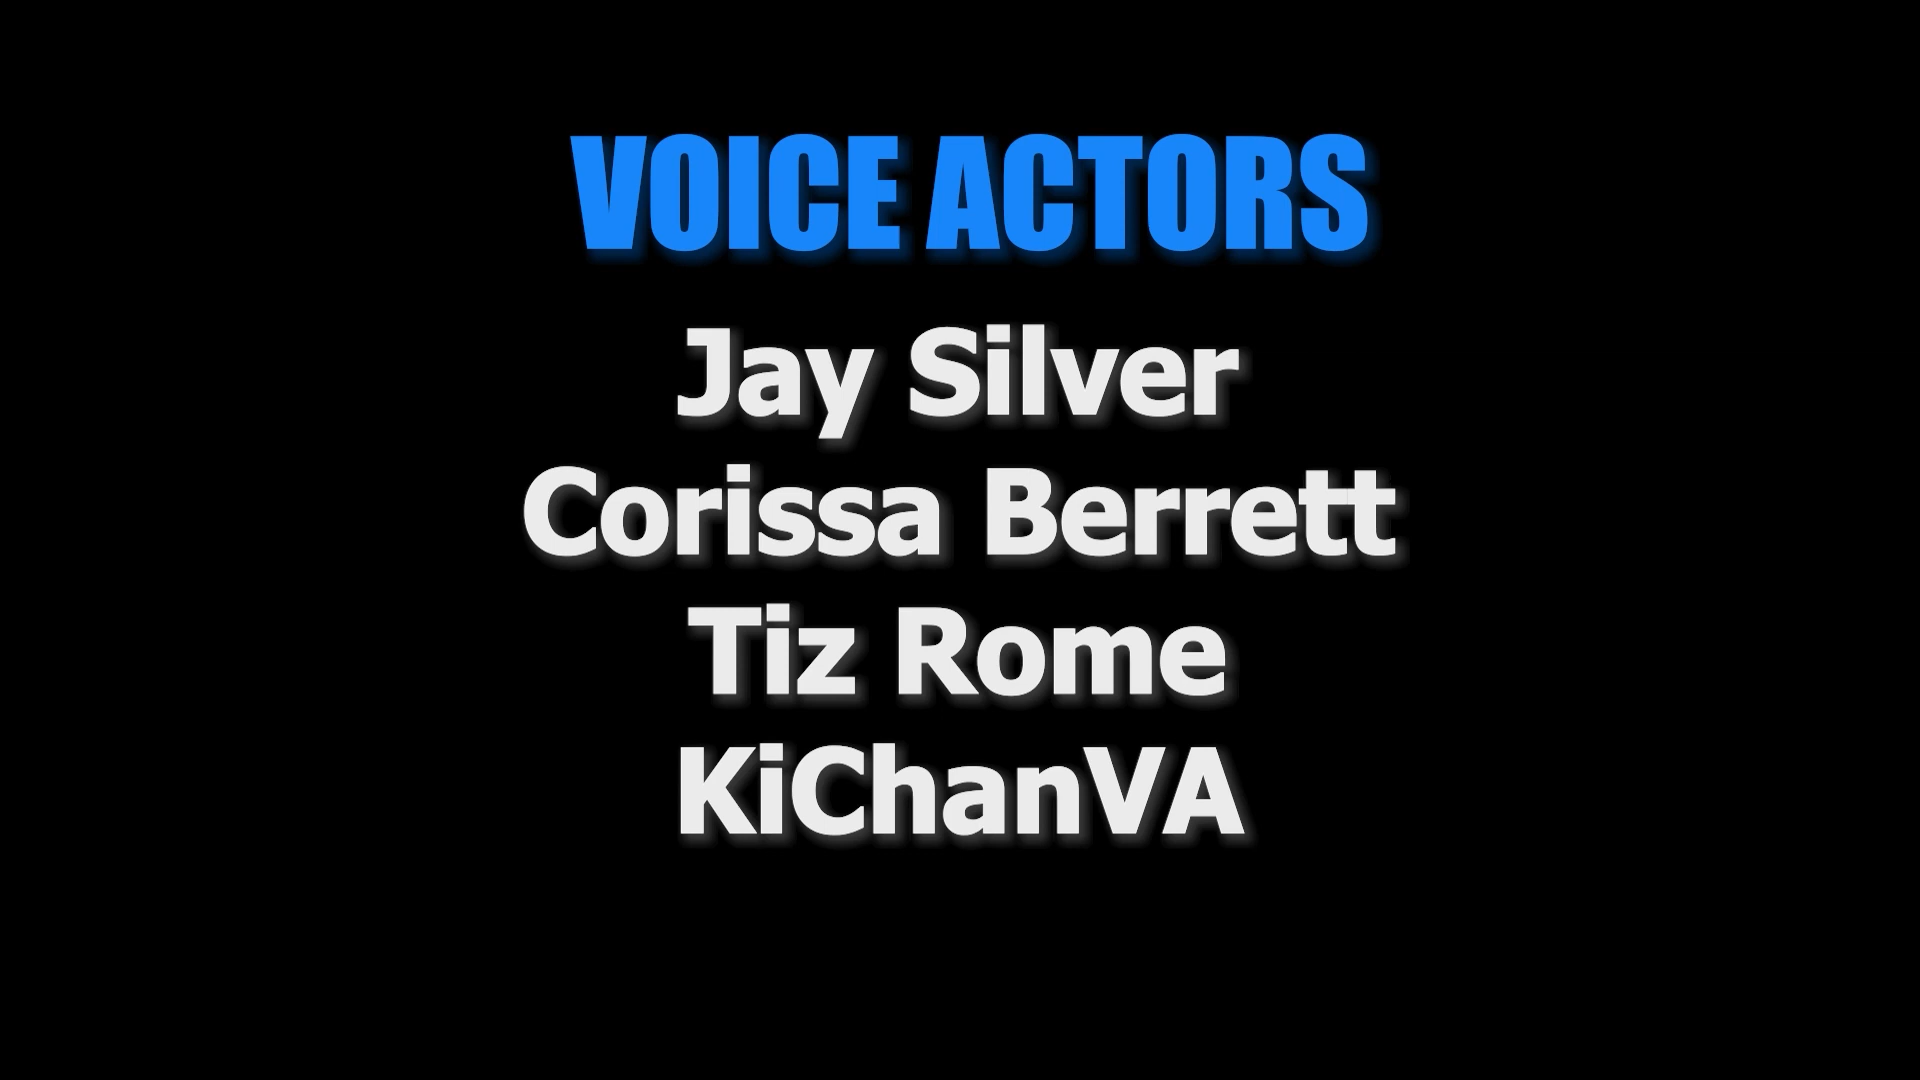 VOICE ACTORS
Jay Silver
Corissa Berrett
Tiz Rome
KiChanVA